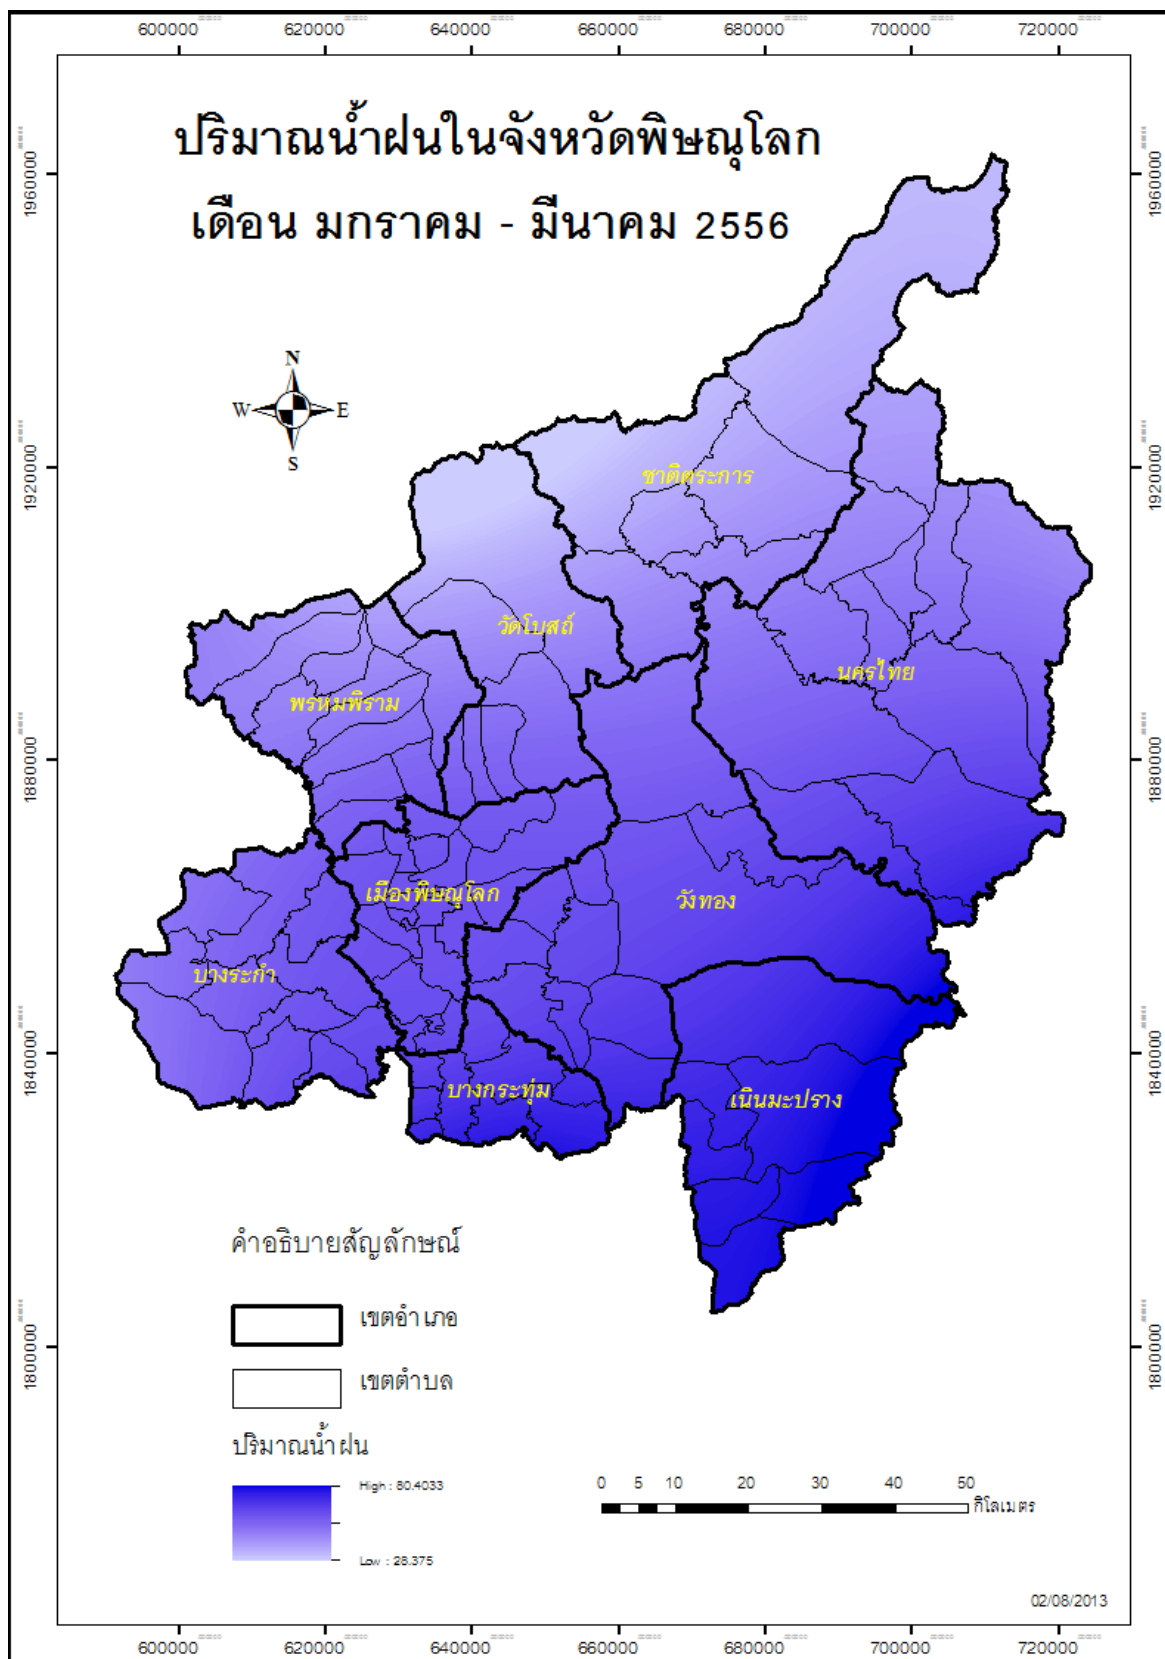 600000 620000 640000 660000 680000 700000 720000
ปริมาณน้ำฝนในจังหวัดพิษณุโลก
เดือน มกราคม - มีนาคม 2556
1960000 1960000
N
W E
S
1920000 1920000
ชาติตระการ
วัดโบสถ์
นครไทย
พรหมพิราม
1880000 1880000
เมืองพิษณุโลก
วังทอง
บางระกำ
1840000 1840000
บางกระทุ่ม
เนินมะปราง
คำอธิบายสัญลักษณ์
เขตอำเภอ
1800000 1800000
เขตตำบล
ปริมาณน้ำฝน
High : 80.4033
Low : 28.375
0 5 10 20 30 40 50
กิโลเมตร
02/08/2013
600000 620000 640000 660000 680000 700000 720000